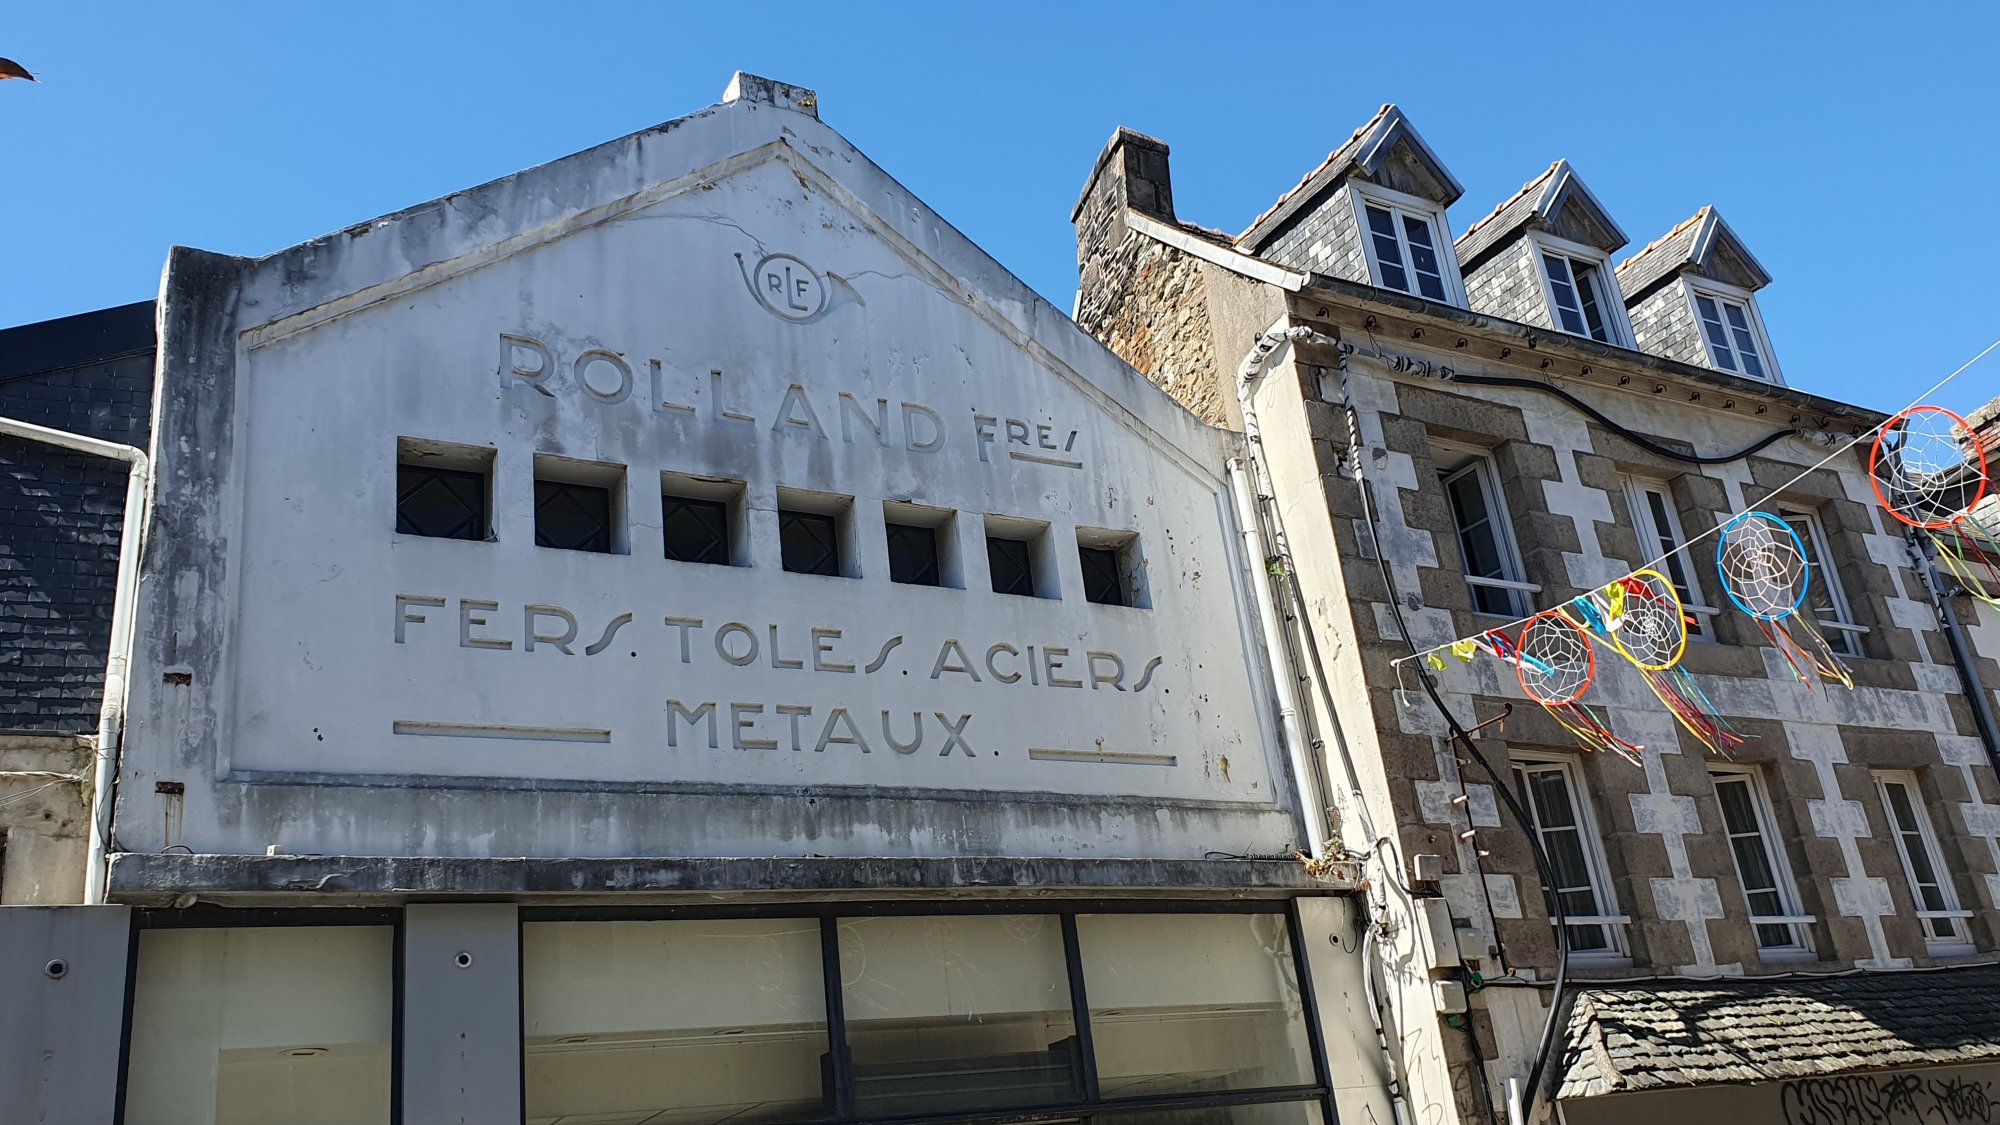 RLF
ROLLAND FRES
FERS. TOLES. ACIERS.
METAUX.